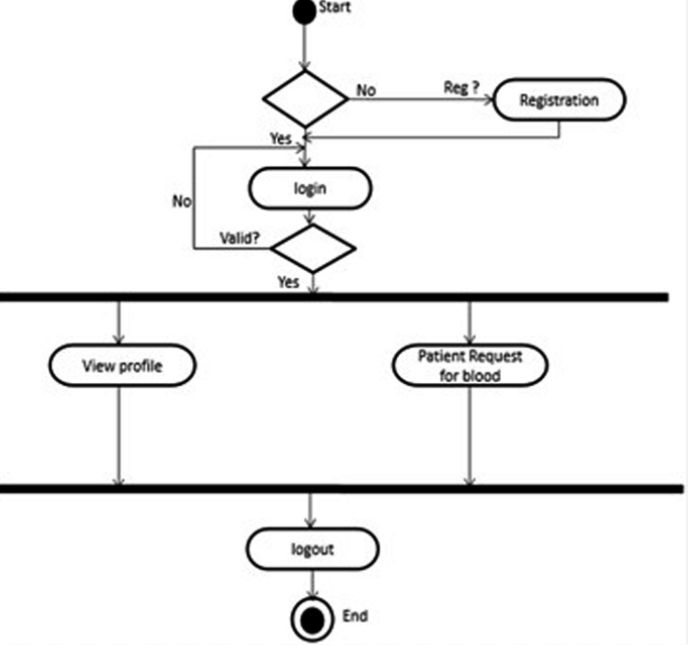 Start
No
Reg ?
Registration
Yes
login
No
Valid?
Yes
View profile
Patient Request
for blood
logout
End